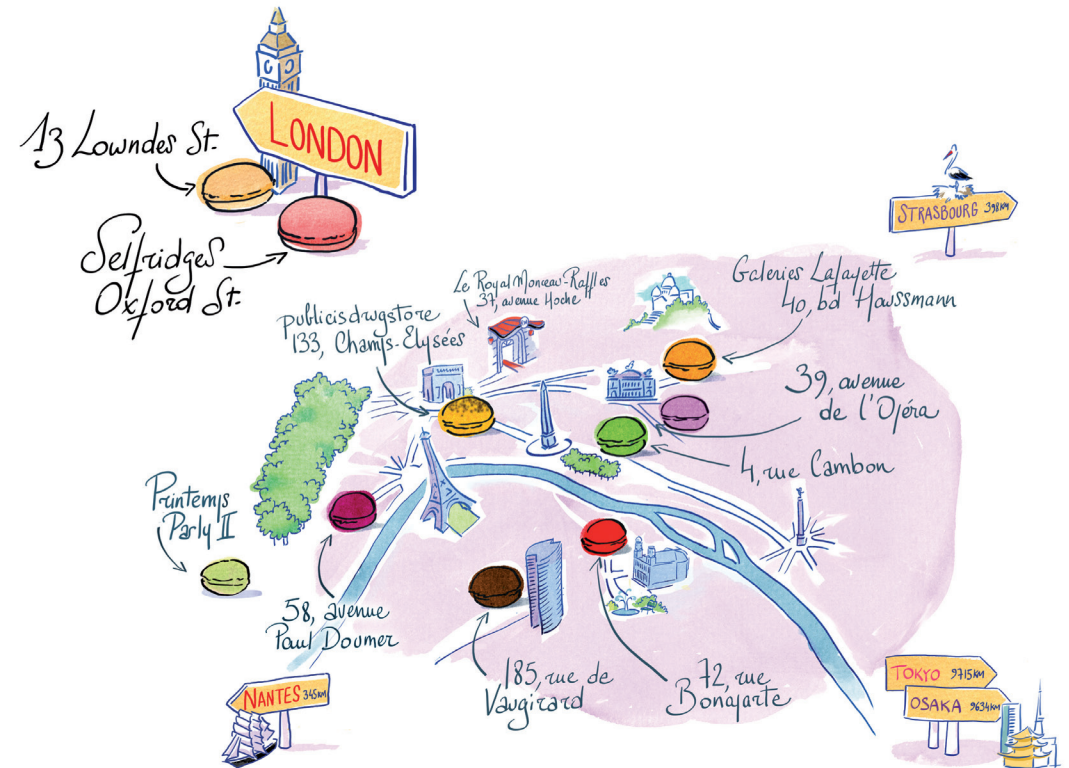 13 Lowndes St.
LONDON
Selfridges
Oxford St.
STRASBOURG 398KM
Le Royal Monceau-Raffles
37, avenue Hoche
Galeries Lafayette
40, bd Haussmann
publicisdrugstore
133, Champs-Elysées
39, avenue
de l'Opéra
4, rue Cambon
Printemps
Parly II
58, avenue
Paul Doumer
185, rue de
Vaugirard
72, rue
Bonaparte
NANTES 345KM
TOKYO 9715KM
OSAKA 9634KM